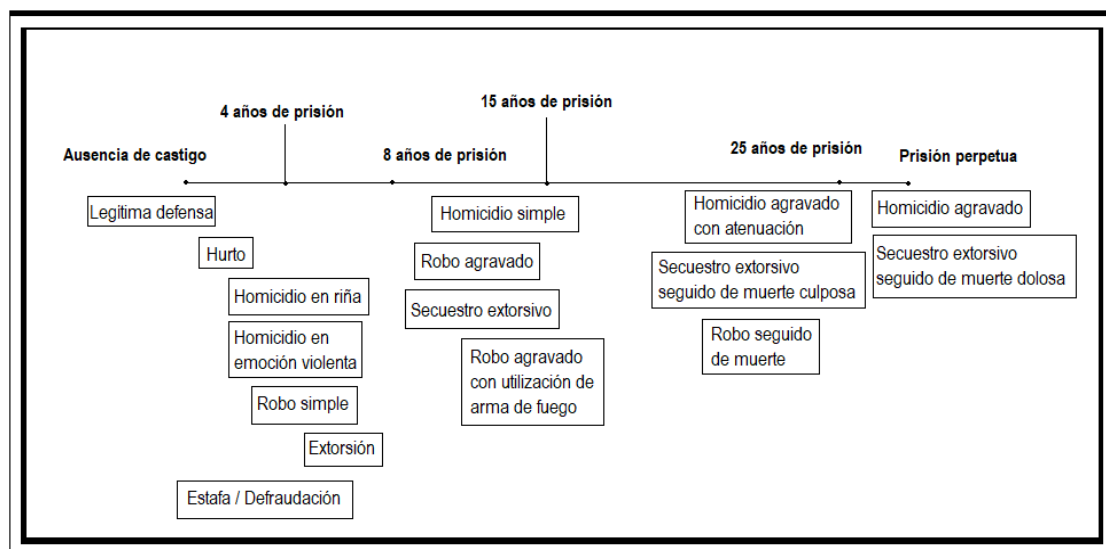 15 años de prisión
4 años de prisión
Ausencia de castigo
8 años de prisión
25 años de prisión
Prisión perpetua
Legitima defensa
Homicidio simple
Homicidio agravado
con atenuación
Homicidio agravado
Hurto
Robo agravado
Secuestro extorsivo
seguido de muerte culposa
Secuestro extorsivo
seguido de muerte dolosa
Homicidio en riña
Secuestro extorsivo
Homicidio en
emoción violenta
Robo seguido
de muerte
Robo agravado
con utilización de
arma de fuego
Robo simple
Extorsión
Estafa / Defraudación